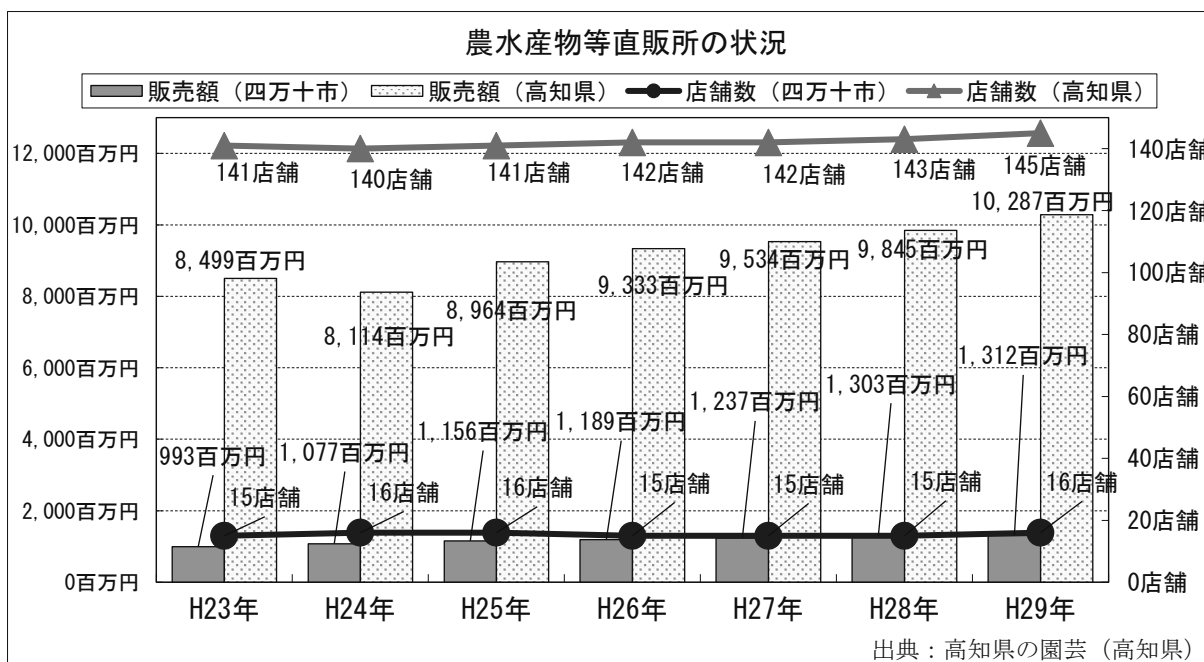 農水産物等直販所の状況
販売額（四万十市） 販売額（高知県） 店舗数（四万十市） 店舗数（高知県）
12,000百万円
10,000百万円
8,000百万円
6,000百万円
4,000百万円
2,000百万円
0百万円
141店舗 140店舗 141店舗 142店舗 142店舗 143店舗 145店舗
8,499百万円 8,114百万円 8,964百万円 9,333百万円 9,534百万円 9,845百万円 10,287百万円
993百万円 1,077百万円 1,156百万円 1,189百万円 1,237百万円 1,303百万円 1,312百万円
15店舗 16店舗 16店舗 15店舗 15店舗 15店舗 16店舗
140店舗
120店舗
100店舗
80店舗
60店舗
40店舗
20店舗
0店舗
H23年 H24年 H25年 H26年 H27年 H28年 H29年
出典：高知県の園芸（高知県）